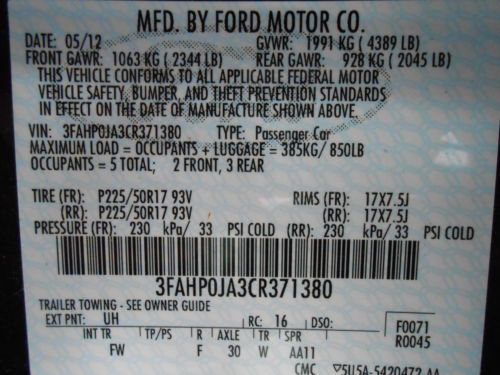 MFD. BY FORD MOTOR CO.
DATE: 05/12 GVWR: 1991 KG ( 4389 LB)
FRONT GAWR: 1063 KG ( 2344 LB) REAR GAWR: 928 KG ( 2045 LB)
THIS VEHICLE CONFORMS TO ALL APPLICABLE FEDERAL MOTOR
VEHICLE SAFETY, BUMPER, AND THEFT PREVENTION STANDARDS
IN EFFECT ON THE DATE OF MANUFACTURE SHOWN ABOVE.
VIN: 3FAHP0JA3CR371380 TYPE: Passenger Car
MAXIMUM LOAD = OCCUPANTS + LUGGAGE = 385KG/ 850LB
OCCUPANTS = 5 TOTAL; 2 FRONT, 3 REAR
TIRE (FR): P225/50R17 93V RIMS (FR): 17X7.5J
(RR): P225/50R17 93V (RR): 17X7.5J
PRESSURE (FR): 230 kPa/ 33 PSI COLD (RR): 230 kPa/ 33 PSI COLD
3FAHP0JA3CR371380
TRAILER TOWING - SEE OWNER GUIDE
EXT PNT: UH RC: 16 DSO: F0071
R0045
INT TR TP/PS R AXLE TR SPR
FW F 30 W AA11
CMC ▽5U5A-5420472-AA